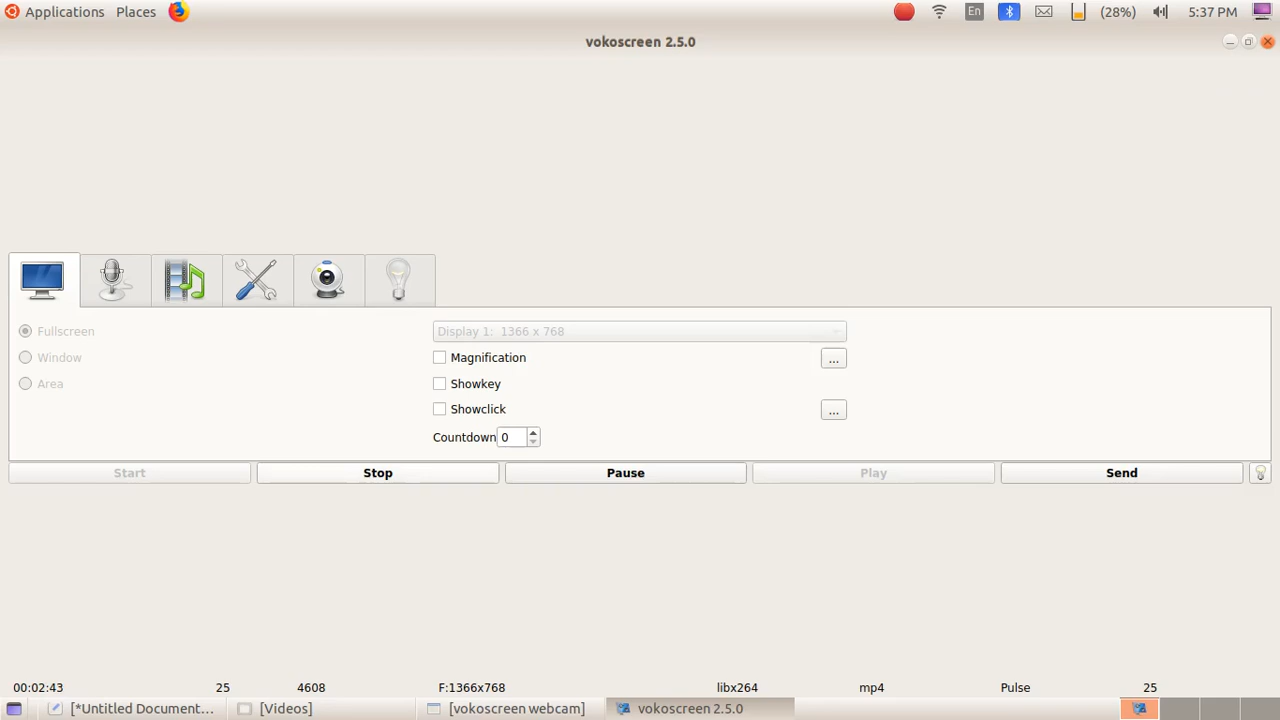 Applications Places En (28%) 5:37 PM
vokoscreen 2.5.0
Fullscreen Display 1: 1366 x 768
Window Magnification ...
Area Showkey
Showclick ...
Countdown 0
Start Stop Pause Play Send
00:02:43 25 4608 F:1366x768 libx264 mp4 Pulse 25
[*Untitled Document... [Videos] [vokoscreen webcam] vokoscreen 2.5.0